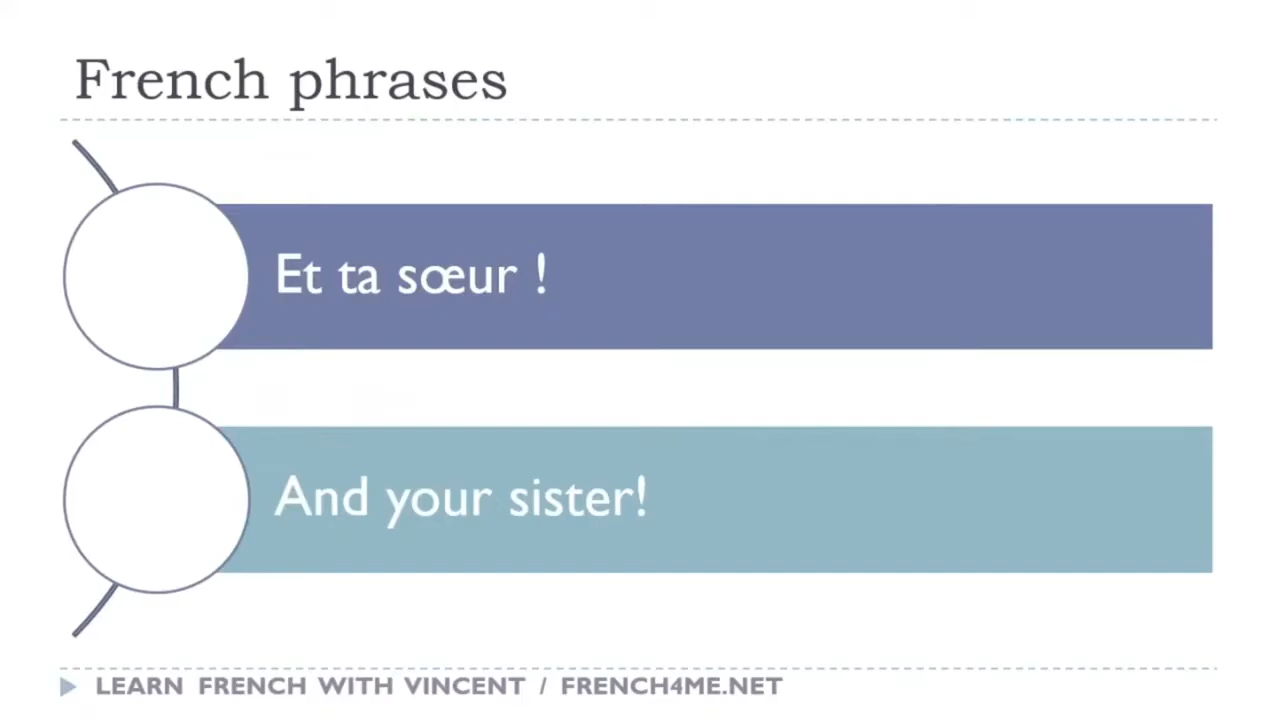 French phrases
Et ta sœur !
And your sister!
LEARN FRENCH WITH VINCENT / FRENCH4ME.NET